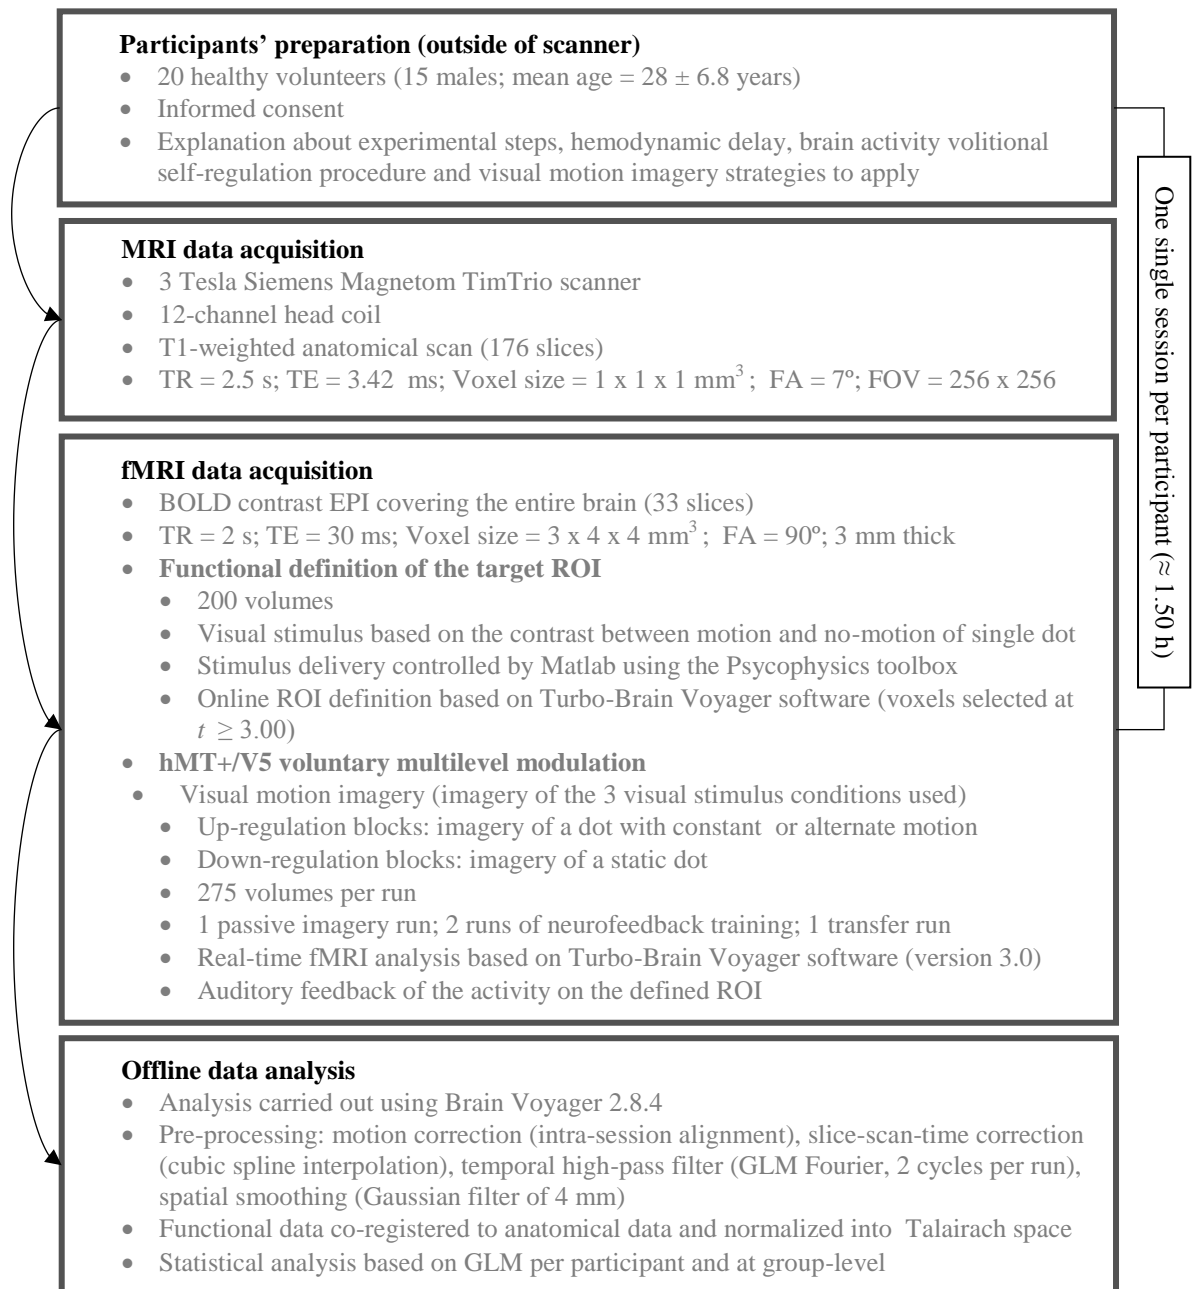 Participants’ preparation (outside of scanner)
• 20 healthy volunteers (15 males; mean age = 28 ± 6.8 years)
• Informed consent
• Explanation about experimental steps, hemodynamic delay, brain activity volitional
self-regulation procedure and visual motion imagery strategies to apply
MRI data acquisition
• 3 Tesla Siemens Magnetom TimTrio scanner
• 12-channel head coil
• T1-weighted anatomical scan (176 slices)
• TR = 2.5 s; TE = 3.42 ms; Voxel size = 1 x 1 x 1 mm³ ; FA = 7º; FOV = 256 x 256
fMRI data acquisition
• BOLD contrast EPI covering the entire brain (33 slices)
• TR = 2 s; TE = 30 ms; Voxel size = 3 x 4 x 4 mm³ ; FA = 90º; 3 mm thick
• Functional definition of the target ROI
• 200 volumes
• Visual stimulus based on the contrast between motion and no-motion of single dot
• Stimulus delivery controlled by Matlab using the Psycophysics toolbox
• Online ROI definition based on Turbo-Brain Voyager software (voxels selected at
t ≥ 3.00)
• hMT+/V5 voluntary multilevel modulation
• Visual motion imagery (imagery of the 3 visual stimulus conditions used)
• Up-regulation blocks: imagery of a dot with constant or alternate motion
• Down-regulation blocks: imagery of a static dot
• 275 volumes per run
• 1 passive imagery run; 2 runs of neurofeedback training; 1 transfer run
• Real-time fMRI analysis based on Turbo-Brain Voyager software (version 3.0)
• Auditory feedback of the activity on the defined ROI
Offline data analysis
• Analysis carried out using Brain Voyager 2.8.4
• Pre-processing: motion correction (intra-session alignment), slice-scan-time correction
(cubic spline interpolation), temporal high-pass filter (GLM Fourier, 2 cycles per run),
spatial smoothing (Gaussian filter of 4 mm)
• Functional data co-registered to anatomical data and normalized into Talairach space
• Statistical analysis based on GLM per participant and at group-level
One single session per participant (≈ 1.50 h)